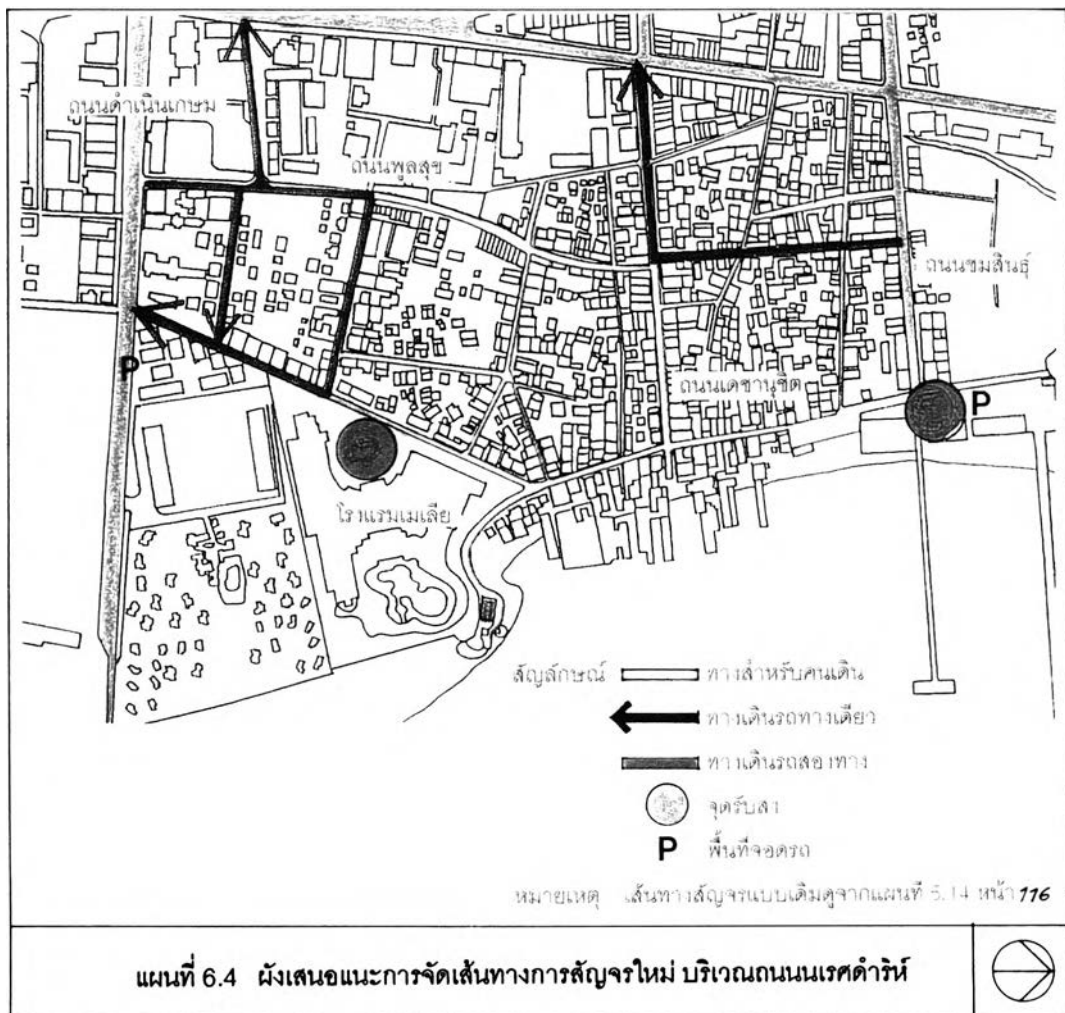 ถนนดำเนินเกษม
ถนนพูลสุข
ถนนชมสินธุ์
ถนนเดชานุชิต
P
P
โรงแรมเมเลีย
สัญลักษณ์ ทางสำหรับคนเดิน
ทางเดินรถทางเดียว
ทางเดินรถสองทาง
จุดรับส่ง
P พื้นที่จอดรถ
หมายเหตุ เส้นทางสัญจรแบบเดิมดูจากแผนที่ 5.14 หน้า 116
แผนที่ 6.4 ผังเสนอแนะการจัดเส้นทางการสัญจรใหม่ บริเวณถนนนเรศดำริห์